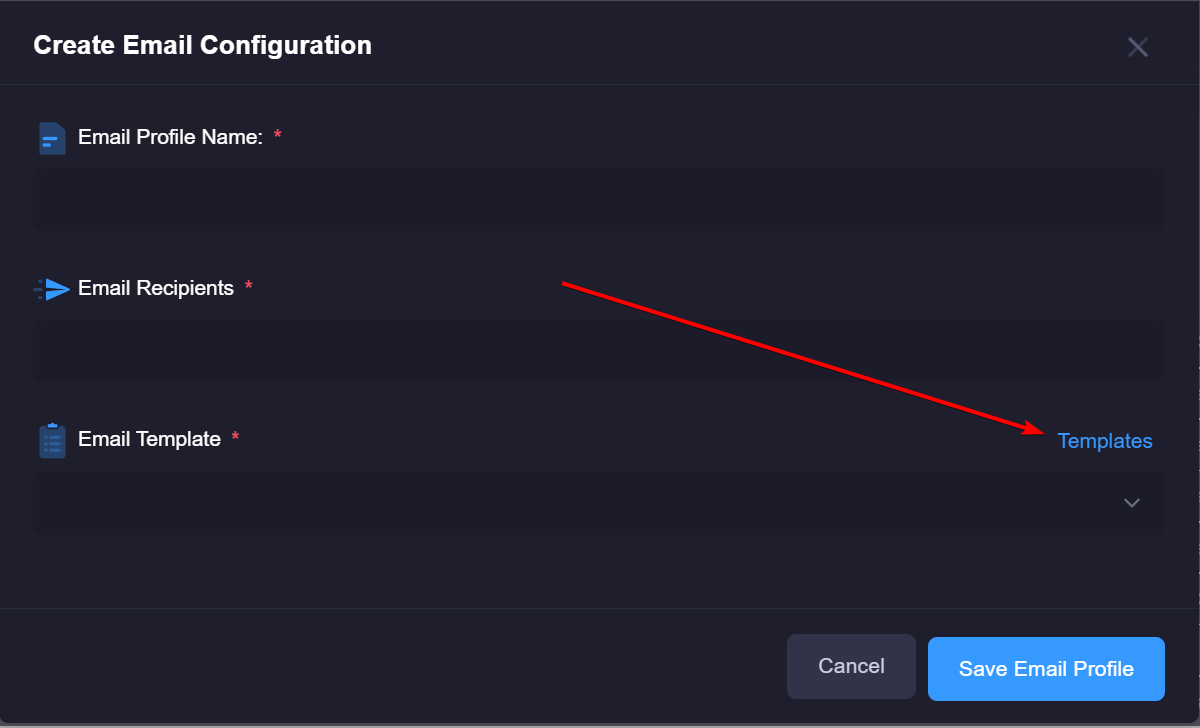 Create Email Configuration
Email Profile Name: *
Email Recipients *
Email Template *
Templates
Cancel
Save Email Profile